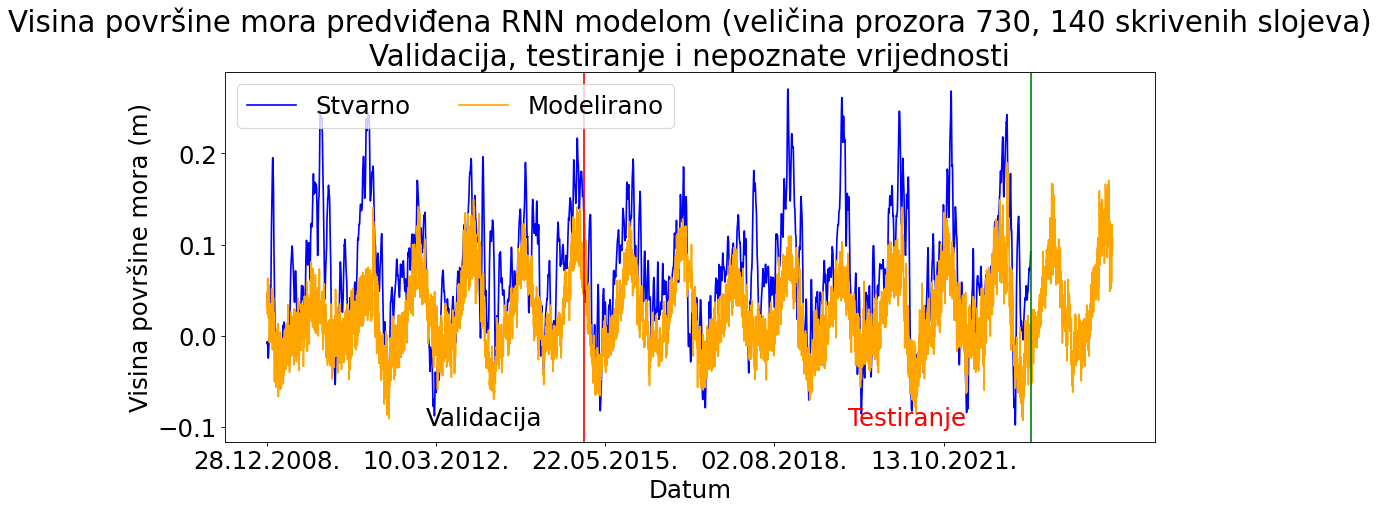 Visina površine mora predviđena RNN modelom (veličina prozora 730, 140 skrivenih slojeva)
Validacija, testiranje i nepoznate vrijednosti
Stvarno Modelirano
Visina površine mora (m)
0.2
0.1
0.0
−0.1
Validacija
Testiranje
28.12.2008. 10.03.2012. 22.05.2015. 02.08.2018. 13.10.2021.
Datum